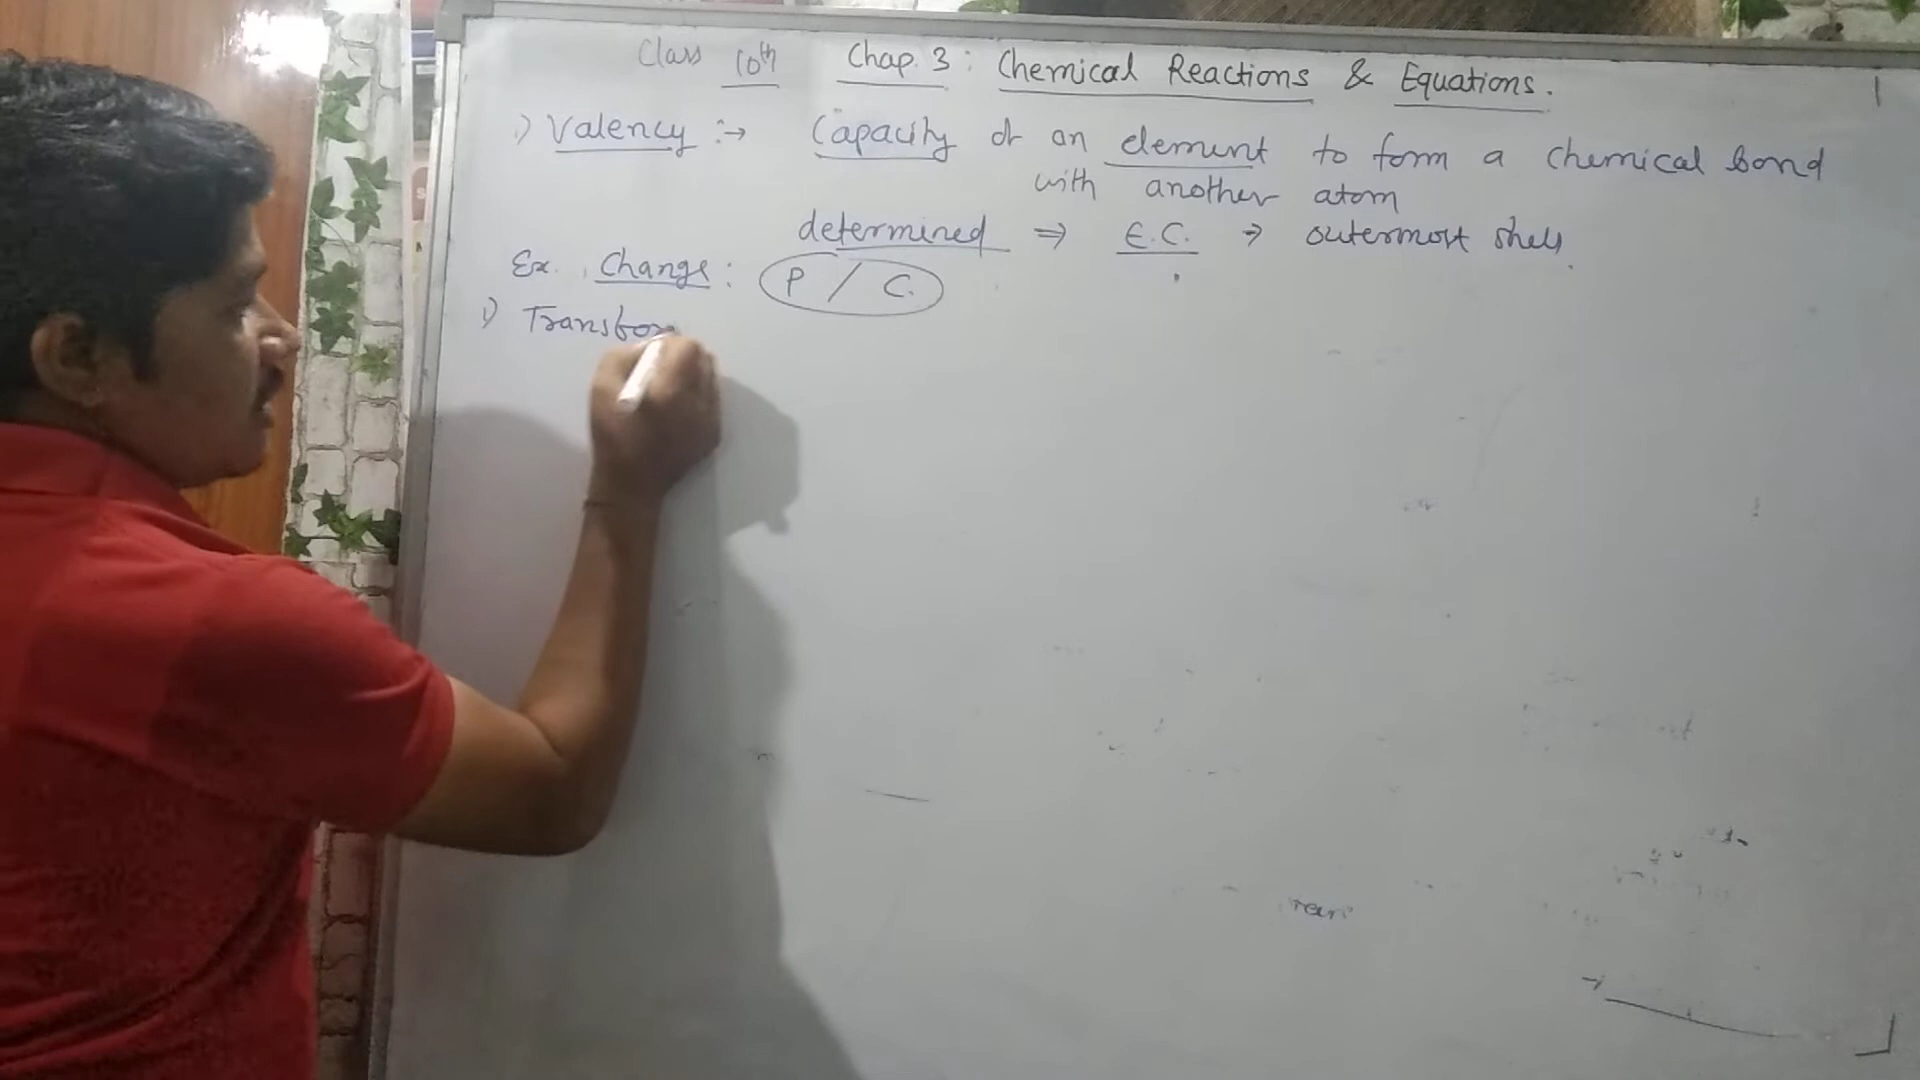 Class 10th Chap. 3 : Chemical Reactions & Equations. 1
1) Valency :→ Capacity of an element to form a chemical bond
with another atom
determined ⇒ E.C. → outermost shell.
Ex. Change : P / C.
1) Transfor